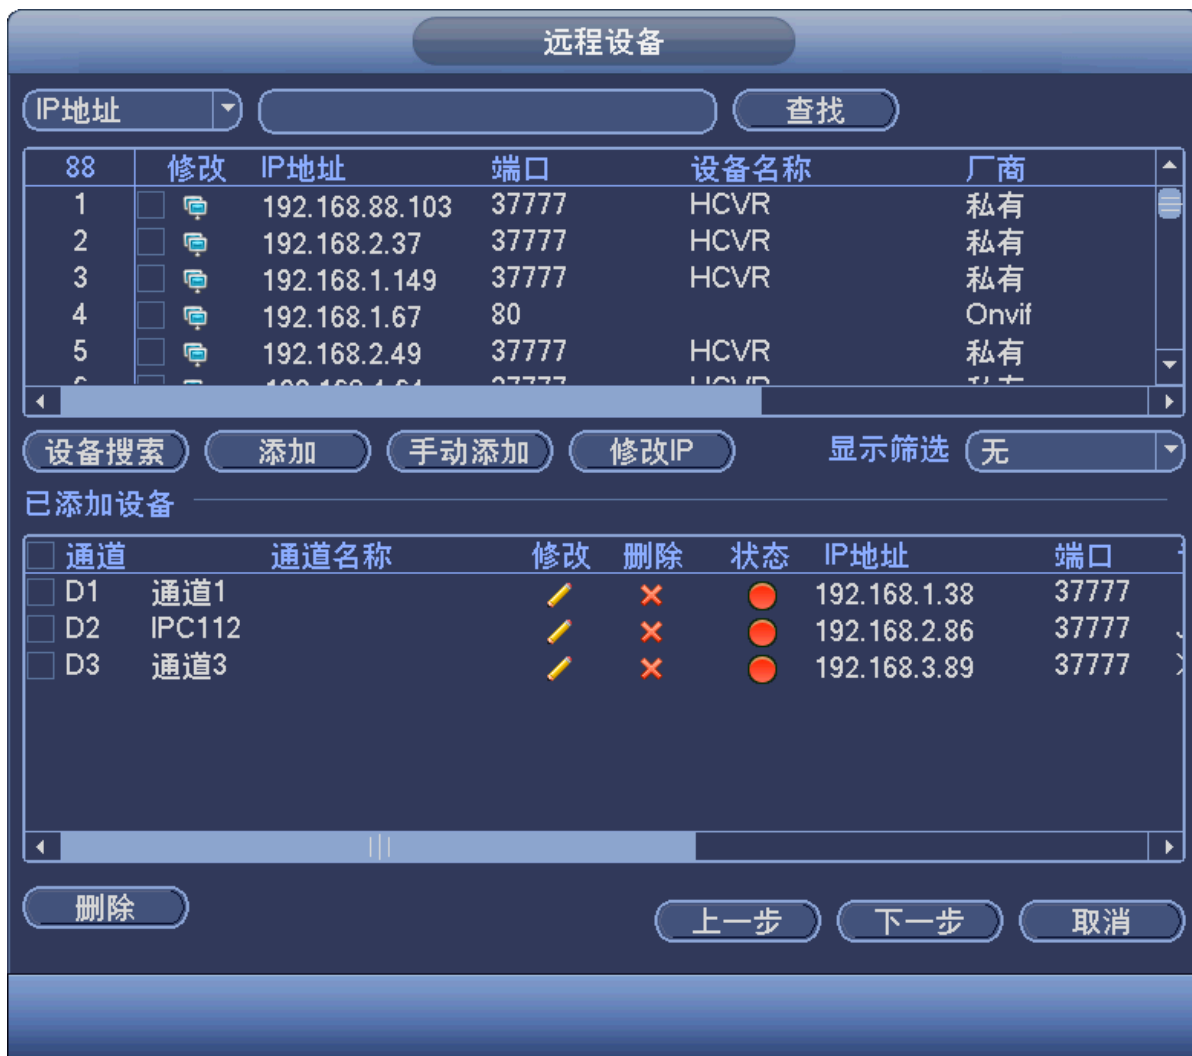 远程设备
IP地址 查找
88 修改 IP地址 端口 设备名称 厂商
1 192.168.88.103 37777 HCVR 私有
2 192.168.2.37 37777 HCVR 私有
3 192.168.1.149 37777 HCVR 私有
4 192.168.1.67 80 Onvif
5 192.168.2.49 37777 HCVR 私有
设备搜索 添加 手动添加 修改IP 显示筛选 无
已添加设备
通道 通道名称 修改 删除 状态 IP地址 端口
D1 通道1 192.168.1.38 37777
D2 IPC112 192.168.2.86 37777
D3 通道3 192.168.3.89 37777
删除 上一步 下一步 取消